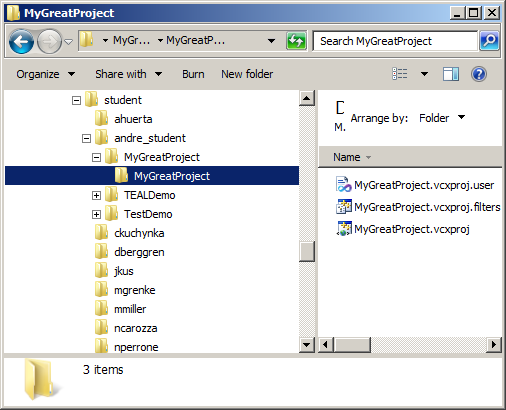 MyGreatProject
MyGr... MyGreatP...
Search MyGreatProject
Organize Share with Burn New folder
student
ahuerta
andre_student
MyGreatProject
MyGreatProject
TEALDemo
TestDemo
ckuchynka
dberggren
jkus
mgrenke
mmiller
ncarozza
nperrone
D
M.
Arrange by: Folder
Name
MyGreatProject.vcxproj.user
MyGreatProject.vcxproj.filters
MyGreatProject.vcxproj
3 items